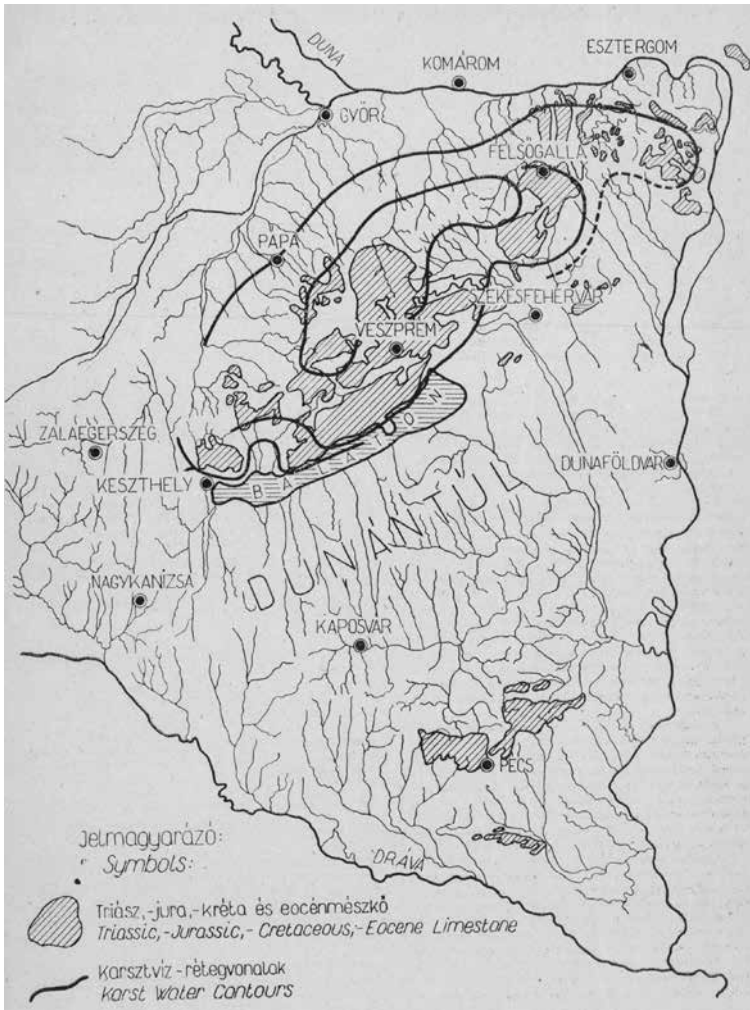 DUNA
KOMÁROM
ESZTERGOM
GYŐR
FELSŐGALLA
PÁPA
SZÉKESFEHÉRVÁR
VESZPRÉM
BALATON
ZALAEGERSZEG
KESZTHELY
DUNAFÖLDVÁR
DUNÁNTÚL
NAGYKANIZSA
KAPOSVÁR
PÉCS
DRÁVA
Jelmagyarázó:
Symbols:
Triász,-jura,-kréta és eocénmészkő
Triassic,-Jurassic,- Cretaceous,-Eocene Limestone
Karsztvíz-rétegvonalak
Karst Water Contours